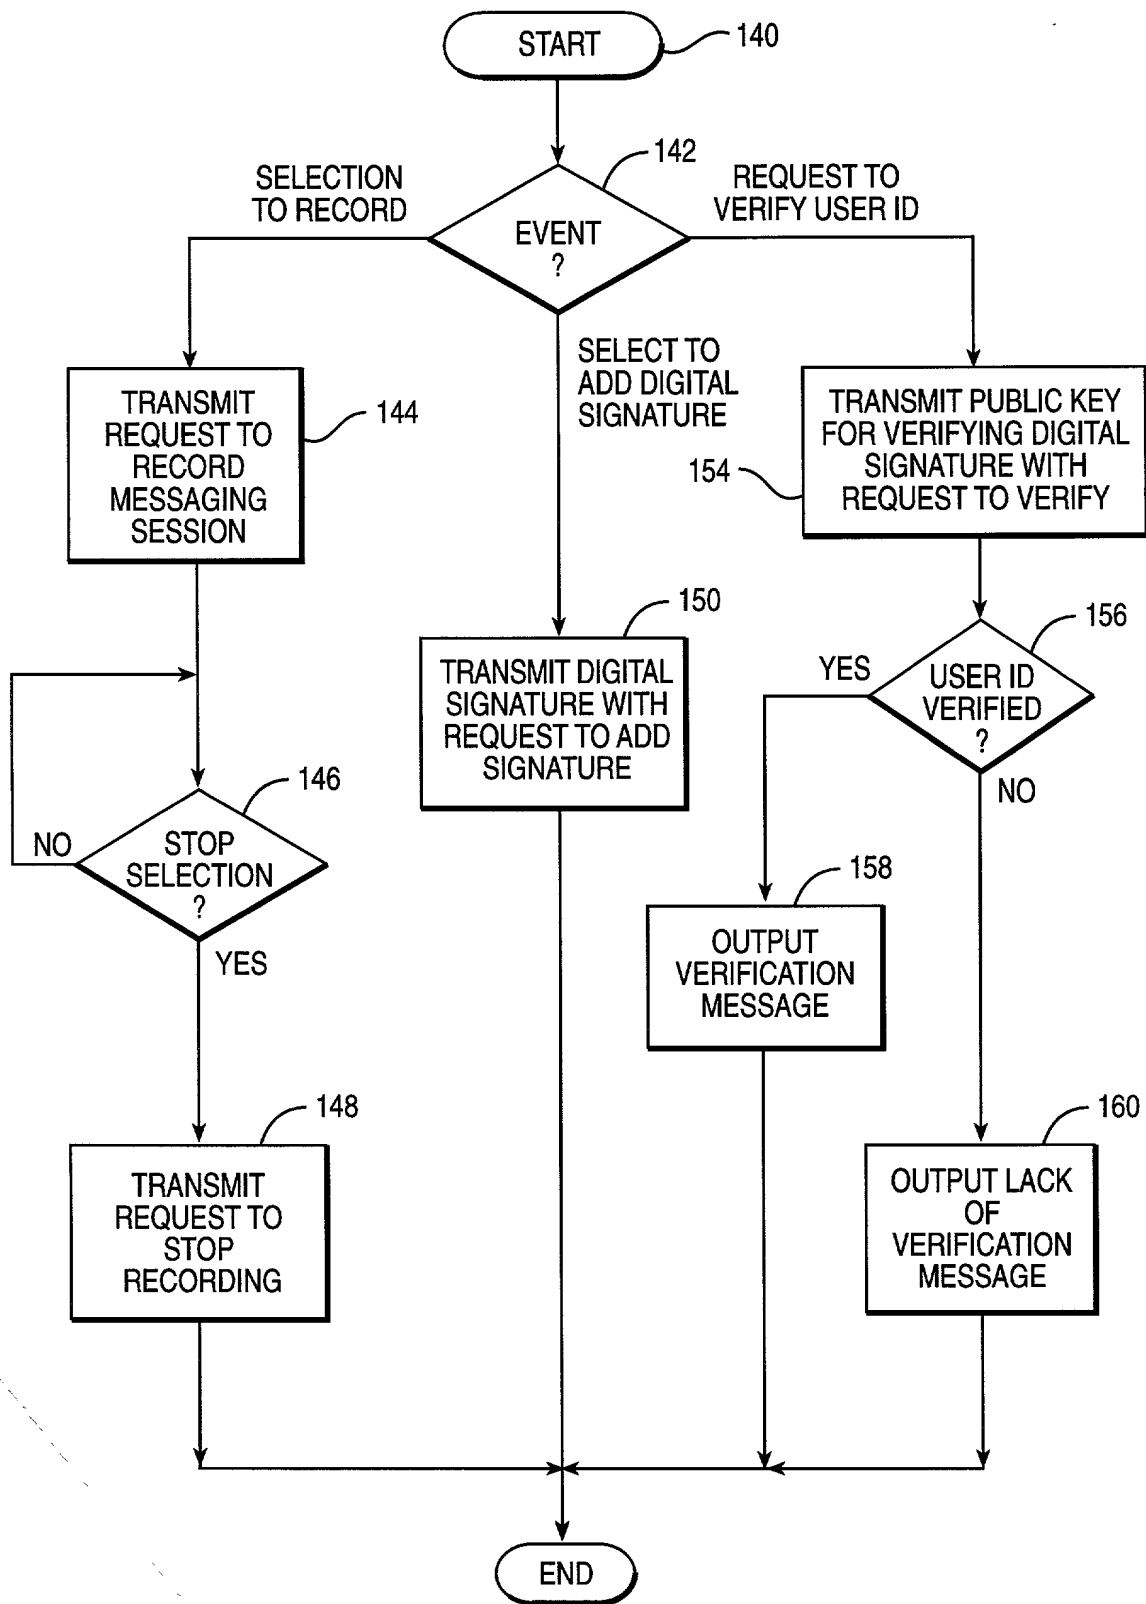 START
140
142
SELECTION
TO RECORD
REQUEST TO
VERIFY USER ID
EVENT
?
SELECT TO
ADD DIGITAL
SIGNATURE
TRANSMIT
REQUEST TO
RECORD
MESSAGING
SESSION
144
TRANSMIT PUBLIC KEY
FOR VERIFYING DIGITAL
SIGNATURE WITH
REQUEST TO VERIFY
154
150
TRANSMIT DIGITAL
SIGNATURE WITH
REQUEST TO ADD
SIGNATURE
156
YES
USER ID
VERIFIED
?
NO
146
NO
STOP
SELECTION
?
YES
158
OUTPUT
VERIFICATION
MESSAGE
148
TRANSMIT
REQUEST TO
STOP
RECORDING
160
OUTPUT LACK
OF
VERIFICATION
MESSAGE
END